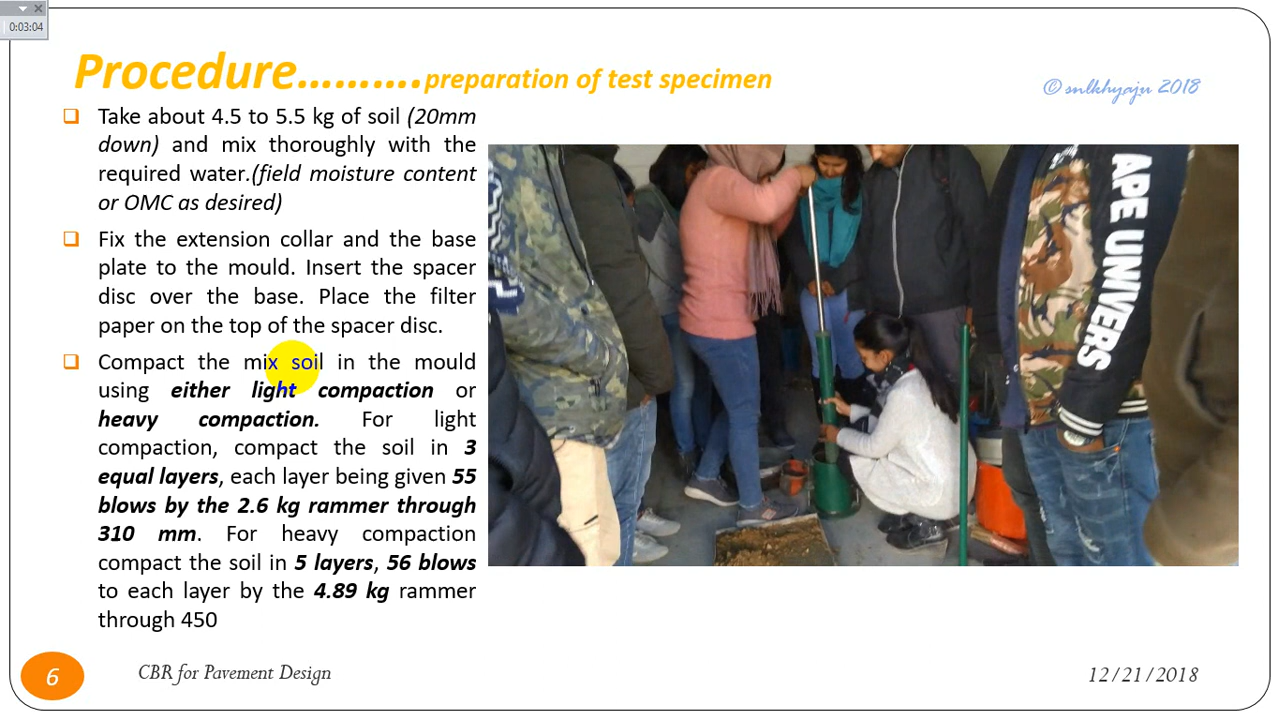 0:03:04
Procedure..........preparation of test specimen
© snlkhyaju 2018
❑ Take about 4.5 to 5.5 kg of soil (20mm
down) and mix thoroughly with the
required water.(field moisture content
or OMC as desired)
❑ Fix the extension collar and the base
plate to the mould. Insert the spacer
disc over the base. Place the filter
paper on the top of the spacer disc.
❑ Compact the mix soil in the mould
using either light compaction or
heavy compaction. For light
compaction, compact the soil in 3
equal layers, each layer being given 55
blows by the 2.6 kg rammer through
310 mm. For heavy compaction
compact the soil in 5 layers, 56 blows
to each layer by the 4.89 kg rammer
through 450
APE UNIVERS
6
CBR for Pavement Design
12/21/2018